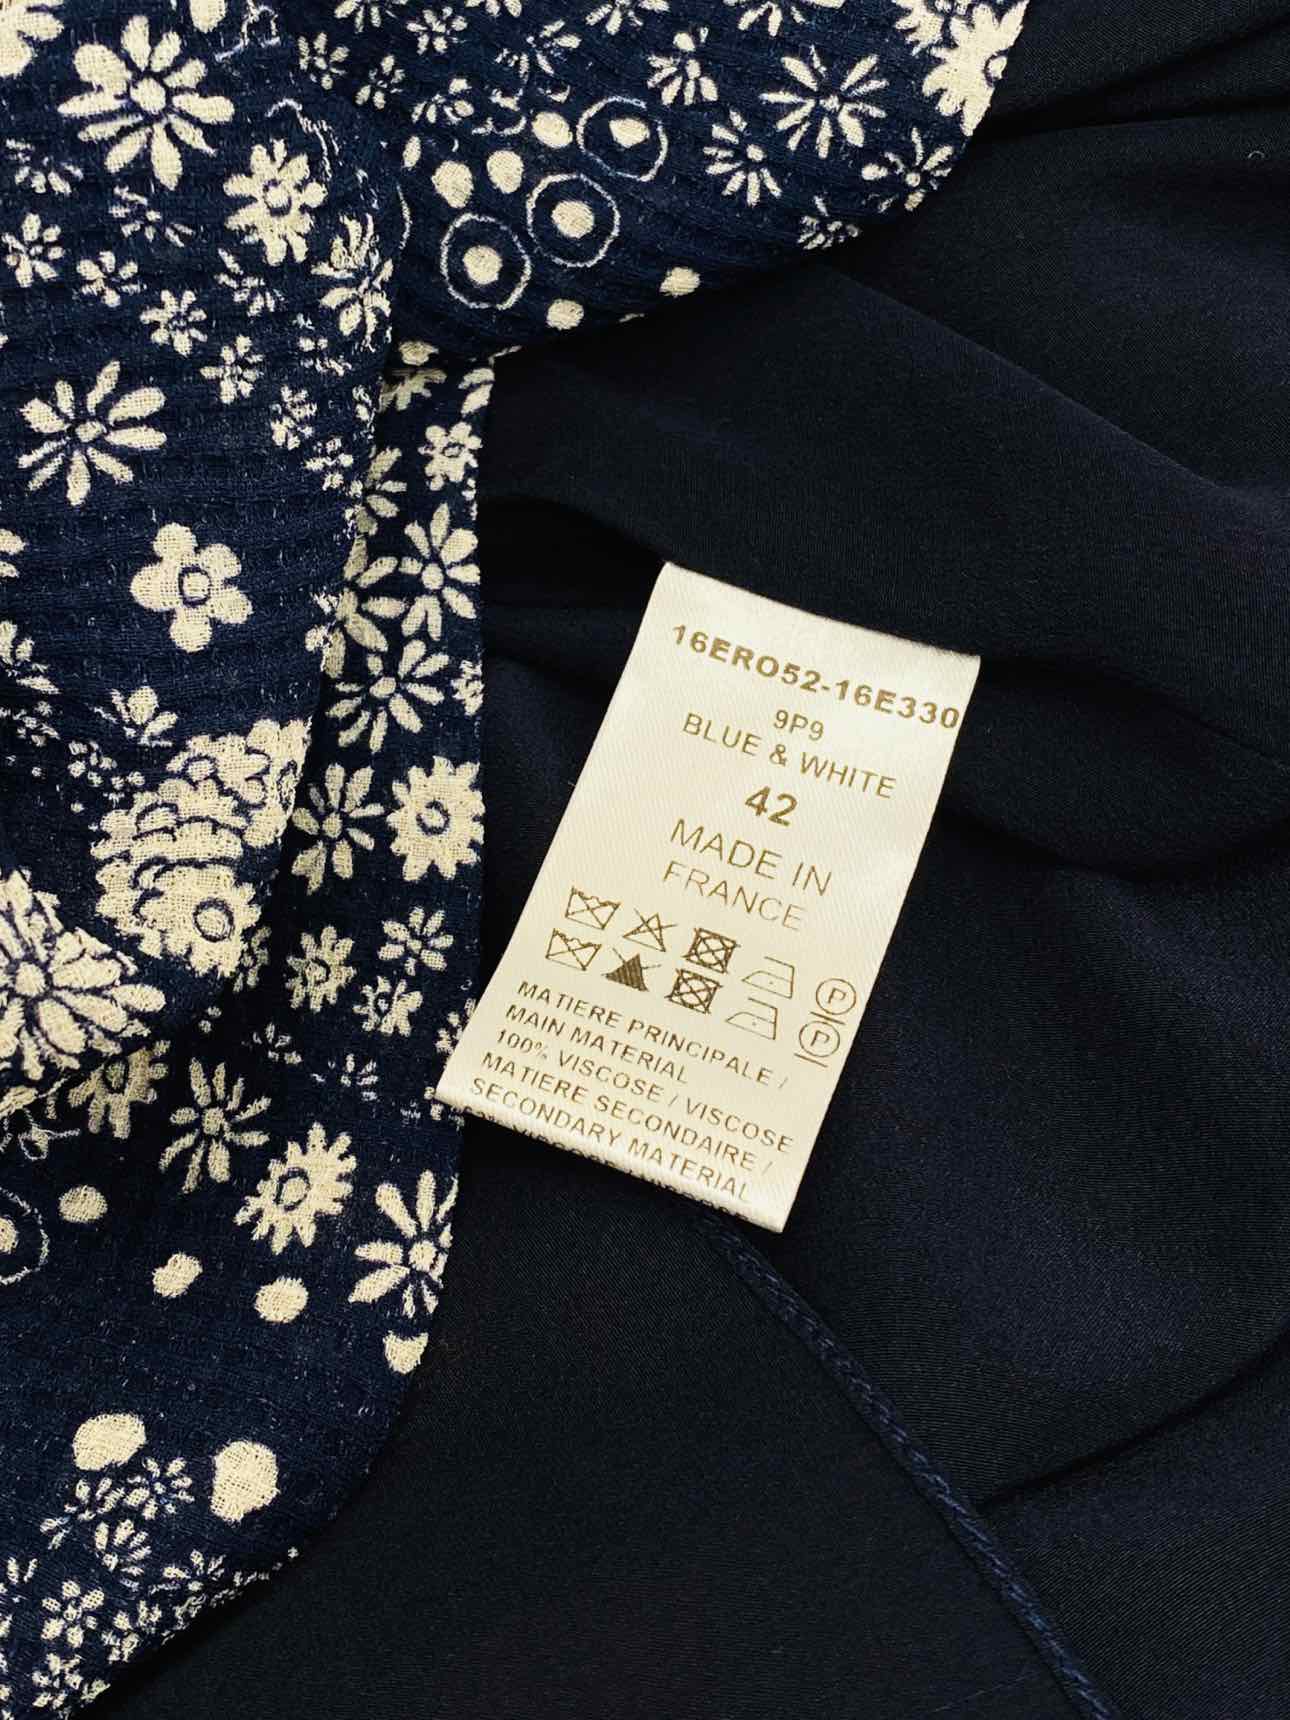 16ERO52-16E330
9P9
BLUE & WHITE
42
MADE IN
FRANCE
P
P
MATIERE PRINCIPALE /
MAIN MATERIAL
100% VISCOSE / VISCOSE
MATIERE SECONDAIRE /
SECONDARY MATERIAL